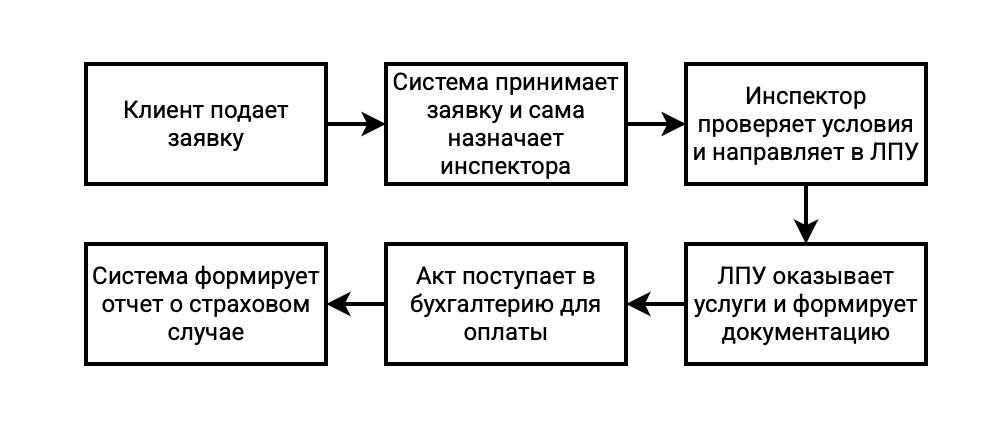 Клиент подает
заявку
Система принимает
заявку и сама
назначает
инспектора
Инспектор
проверяет условия
и направляет в ЛПУ
ЛПУ оказывает
услуги и формирует
документацию
Акт поступает в
бухгалтерию для
оплаты
Система формирует
отчет о страховом
случае